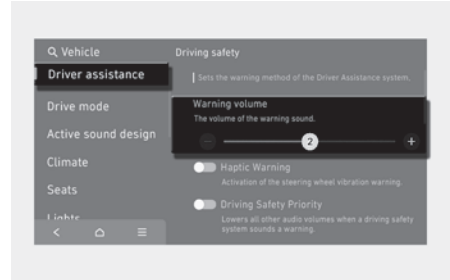 Vehicle
Driving safety
Driver assistance
Sets the warning method of the Driver Assistance system.
Drive mode
Warning volume
The volume of the warning sound.
Active sound design
2
Climate
Haptic Warning
Activation of the steering wheel vibration warning.
Seats
Driving Safety Priority
Lowers all other audio volumes when a driving safety
system sounds a warning.
Lights